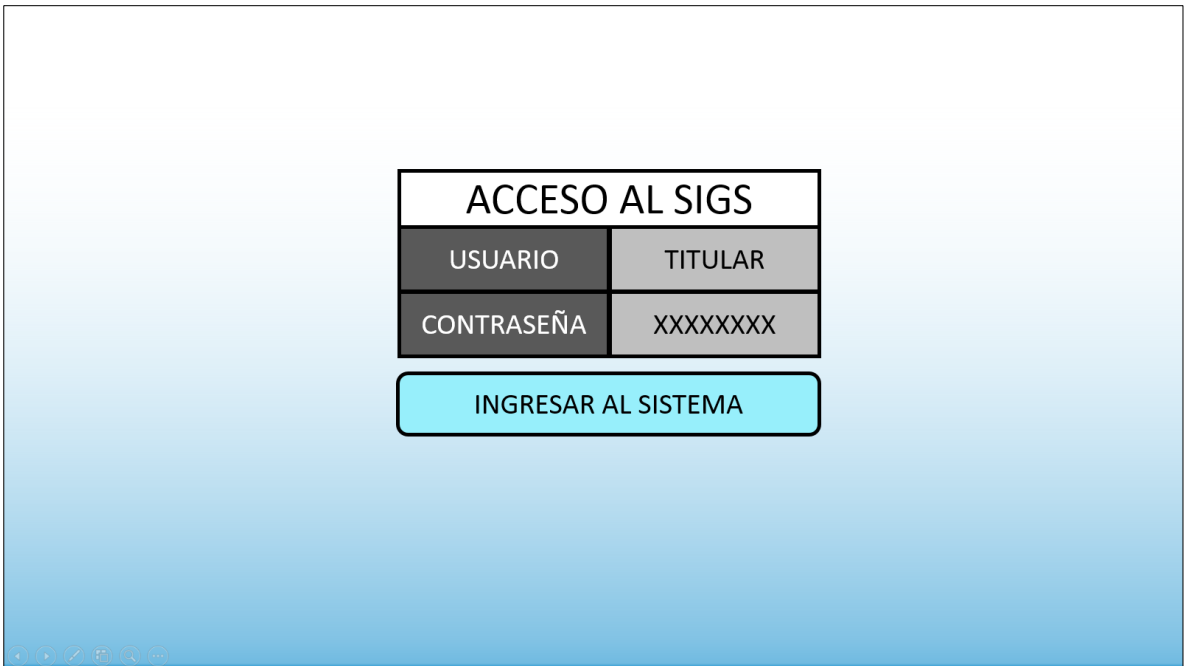 ACCESO AL SIGS
USUARIO TITULAR
CONTRASEÑA XXXXXXXX
INGRESAR AL SISTEMA